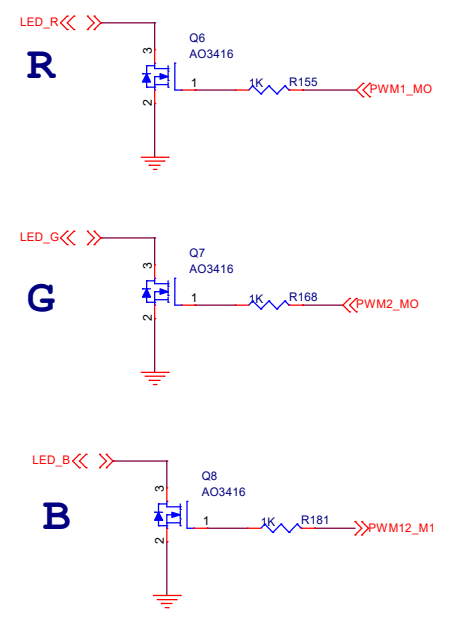 LED_R
Q6
AO3416
R
3
1
2
1K
R155
PWM1_MO
LED_G
Q7
AO3416
G
3
1
2
1K
R168
PWM2_MO
LED_B
Q8
AO3416
B
3
1
2
1K
R181
PWM12_M1